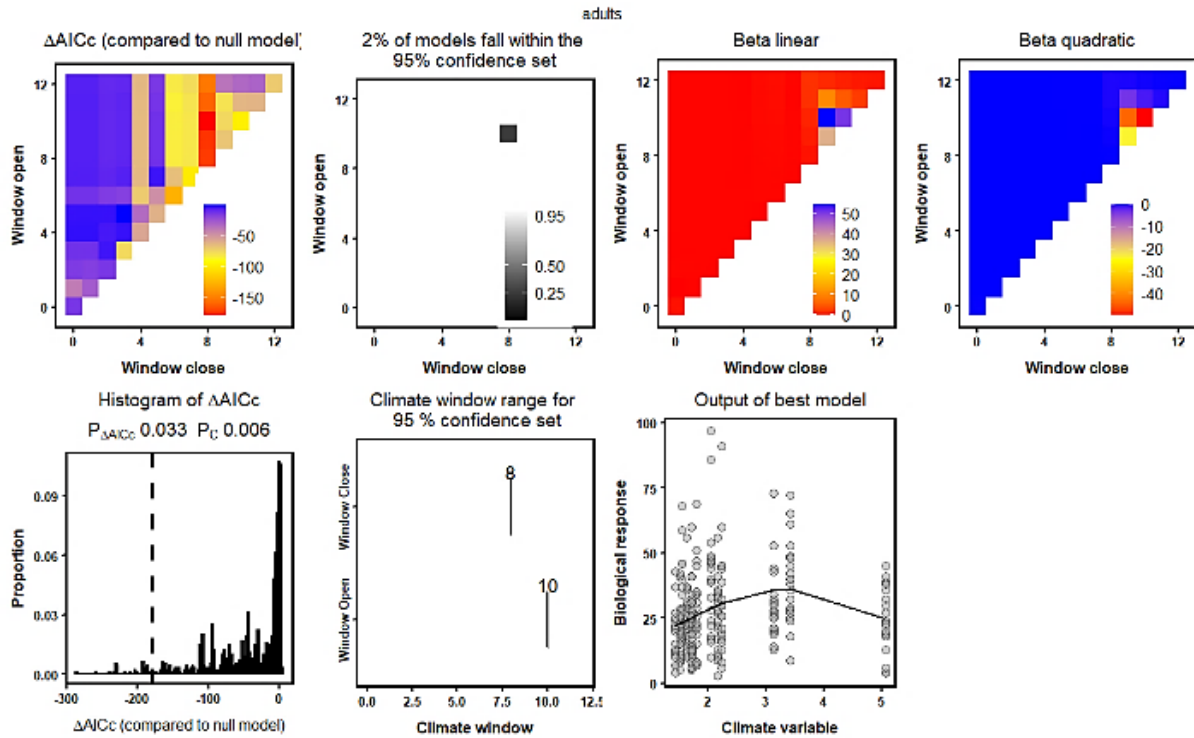 adults
ΔAICc (compared to null model)
Window open
12
8
4
0
0 4 8 12
Window close
-50
-100
-150
2% of models fall within the
95% confidence set
Window open
12
8
4
0
0 4 8 12
Window close
0.95
0.50
0.25
Beta linear
Window open
12
8
4
0
0 4 8 12
Window close
50
40
30
20
10
0
Beta quadratic
Window open
12
8
4
0
0 4 8 12
Window close
0
-10
-20
-30
-40
Histogram of ΔAICc
PΔAICc 0.033 PC 0.006
Proportion
0.09
0.06
0.03
0.00
-300 -200 -100 0
ΔAICc (compared to null model)
Climate window range for
95 % confidence set
Window Close
Window Open
8
10
0.0 2.5 5.0 7.5 10.0 12.5
Climate window
Output of best model
Biological response
100
75
50
25
0
2 3 4 5
Climate variable